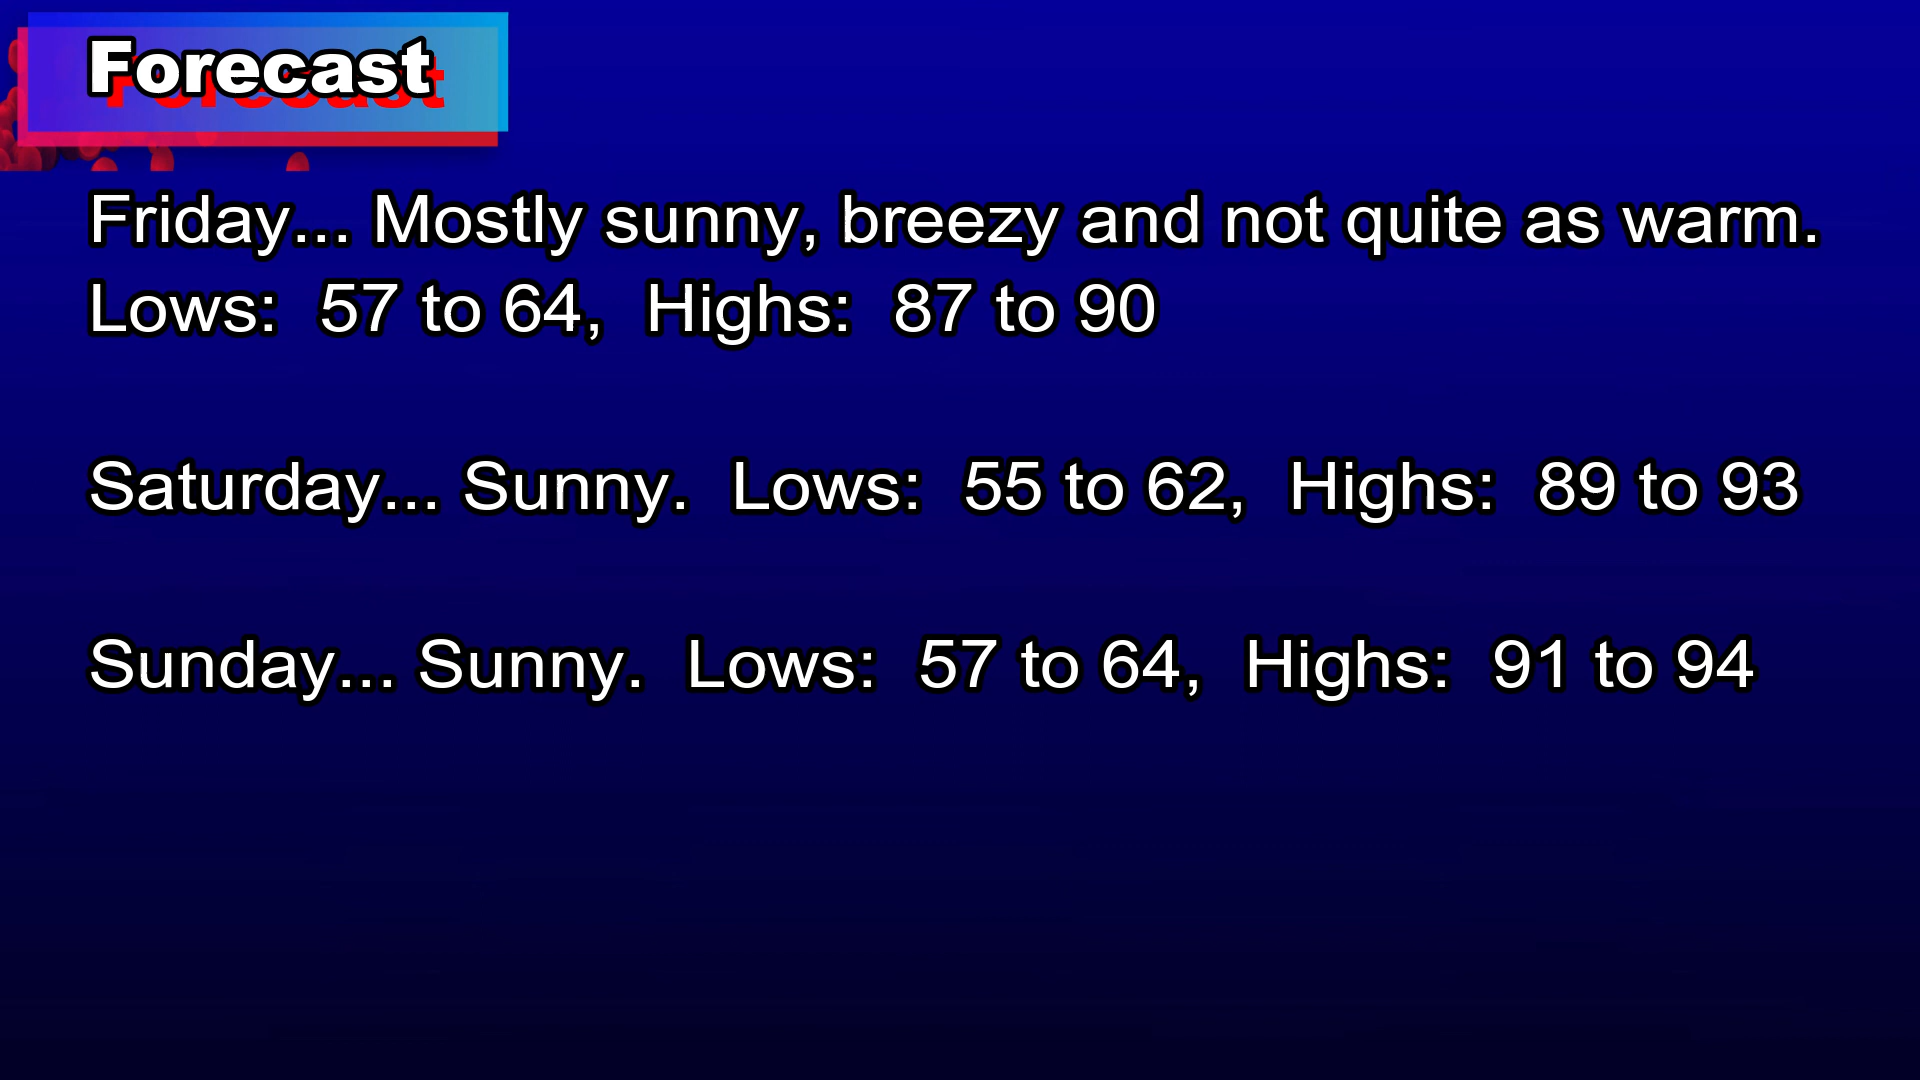 Forecast
Friday... Mostly sunny, breezy and not quite as warm.
Lows:  57 to 64,  Highs:  87 to 90
Saturday... Sunny.  Lows:  55 to 62,  Highs:  89 to 93
Sunday... Sunny.  Lows:  57 to 64,  Highs:  91 to 94